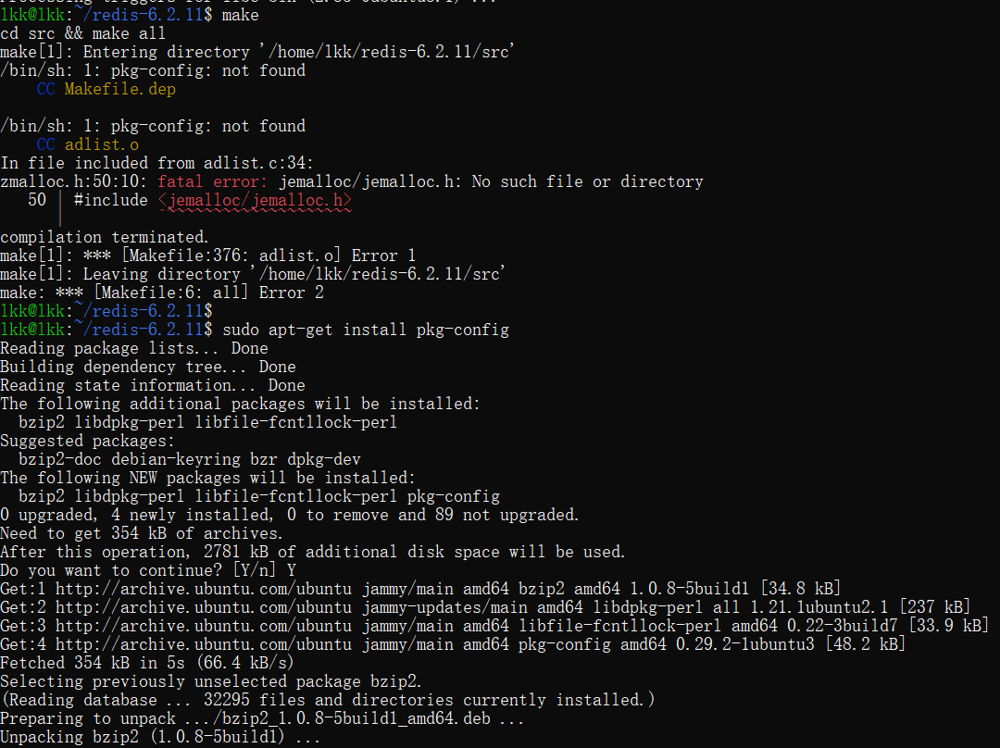 Processing triggers for libc-bin (2.35-0ubuntu3.1) ...
lkk@lkk:~/redis-6.2.11$ make
cd src && make all
make[1]: Entering directory '/home/lkk/redis-6.2.11/src'
/bin/sh: 1: pkg-config: not found
    CC Makefile.dep
/bin/sh: 1: pkg-config: not found
    CC adlist.o
In file included from adlist.c:34:
zmalloc.h:50:10: fatal error: jemalloc/jemalloc.h: No such file or directory
   50 | #include <jemalloc/jemalloc.h>
      |          ^~~~~~~~~~~~~~~~~~~~~
compilation terminated.
make[1]: *** [Makefile:376: adlist.o] Error 1
make[1]: Leaving directory '/home/lkk/redis-6.2.11/src'
make: *** [Makefile:6: all] Error 2
lkk@lkk:~/redis-6.2.11$
lkk@lkk:~/redis-6.2.11$ sudo apt-get install pkg-config
Reading package lists... Done
Building dependency tree... Done
Reading state information... Done
The following additional packages will be installed:
  bzip2 libdpkg-perl libfile-fcntllock-perl
Suggested packages:
  bzip2-doc debian-keyring bzr dpkg-dev
The following NEW packages will be installed:
  bzip2 libdpkg-perl libfile-fcntllock-perl pkg-config
0 upgraded, 4 newly installed, 0 to remove and 89 not upgraded.
Need to get 354 kB of archives.
After this operation, 2781 kB of additional disk space will be used.
Do you want to continue? [Y/n] Y
Get:1 http://archive.ubuntu.com/ubuntu jammy/main amd64 bzip2 amd64 1.0.8-5build1 [34.8 kB]
Get:2 http://archive.ubuntu.com/ubuntu jammy-updates/main amd64 libdpkg-perl all 1.21.1ubuntu2.1 [237 kB]
Get:3 http://archive.ubuntu.com/ubuntu jammy/main amd64 libfile-fcntllock-perl amd64 0.22-3build7 [33.9 kB]
Get:4 http://archive.ubuntu.com/ubuntu jammy/main amd64 pkg-config amd64 0.29.2-1ubuntu3 [48.2 kB]
Fetched 354 kB in 5s (66.4 kB/s)
Selecting previously unselected package bzip2.
(Reading database ... 32295 files and directories currently installed.)
Preparing to unpack .../bzip2_1.0.8-5build1_amd64.deb ...
Unpacking bzip2 (1.0.8-5build1) ...